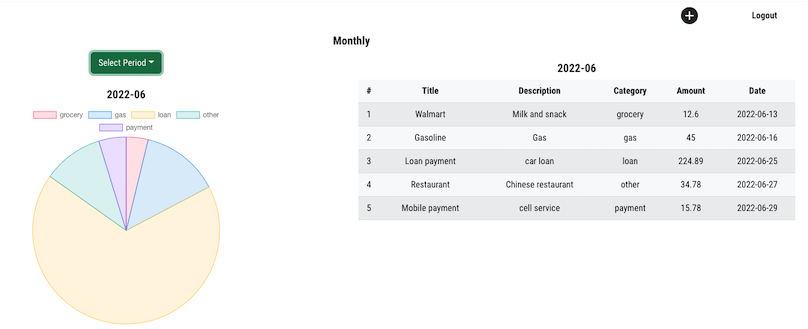 Logout
Monthly
Select Period
2022-06
grocery gas loan other
payment
2022-06
# Title Description Category Amount Date
1 Walmart Milk and snack grocery 12.6 2022-06-13
2 Gasoline Gas gas 45 2022-06-16
3 Loan payment car loan loan 224.89 2022-06-25
4 Restaurant Chinese restaurant other 34.78 2022-06-27
5 Mobile payment cell service payment 15.78 2022-06-29